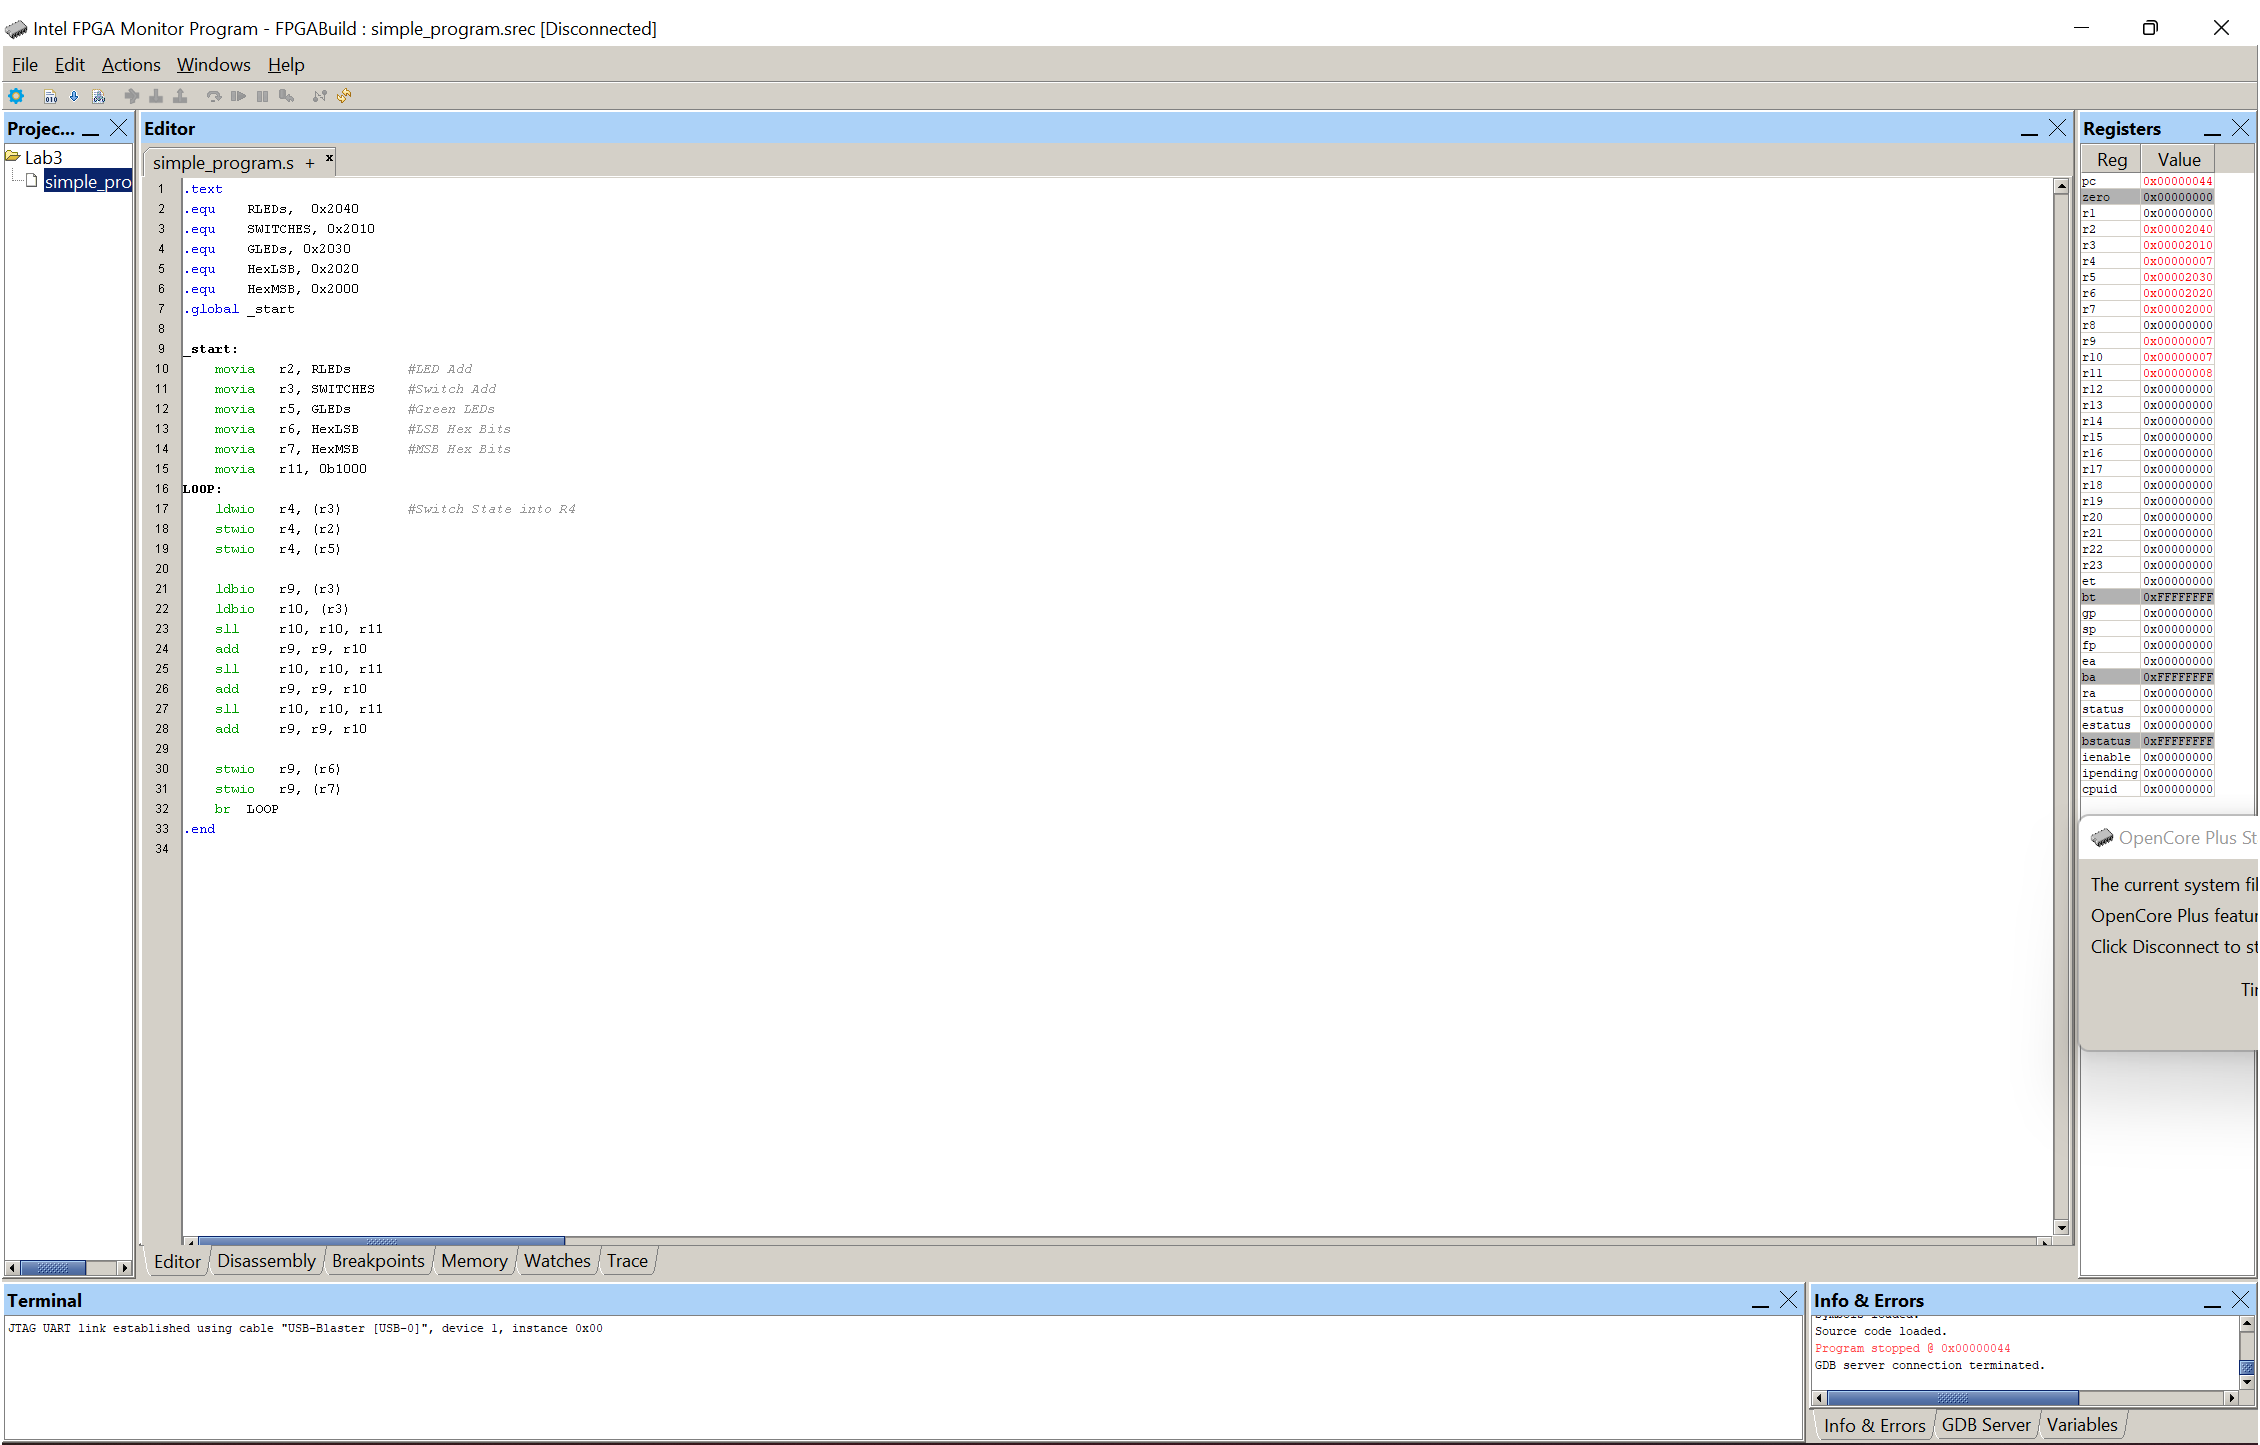 Intel FPGA Monitor Program - FPGABuild : simple_program.srec [Disconnected]
File Edit Actions Windows Help
Projec...
Lab3
simple_pro
Editor
simple_program.s +
1 .text
2 .equ RLEDs, 0x2040
3 .equ SWITCHES, 0x2010
4 .equ GLEDs, 0x2030
5 .equ HexLSB, 0x2020
6 .equ HexMSB, 0x2000
7 .global _start
8
9 _start:
10 movia r2, RLEDs #LED Add
11 movia r3, SWITCHES #Switch Add
12 movia r5, GLEDs #Green LEDs
13 movia r6, HexLSB #LSB Hex Bits
14 movia r7, HexMSB #MSB Hex Bits
15 movia r11, 0b1000
16 LOOP:
17 ldwio r4, (r3) #Switch State into R4
18 stwio r4, (r2)
19 stwio r4, (r5)
20
21 ldbio r9, (r3)
22 ldbio r10, (r3)
23 sll r10, r10, r11
24 add r9, r9, r10
25 sll r10, r10, r11
26 add r9, r9, r10
27 sll r10, r10, r11
28 add r9, r9, r10
29
30 stwio r9, (r6)
31 stwio r9, (r7)
32 br LOOP
33 .end
34
Editor Disassembly Breakpoints Memory Watches Trace
Registers
Reg Value
pc 0x00000044
zero 0x00000000
r1 0x00000000
r2 0x00002040
r3 0x00002010
r4 0x00000007
r5 0x00002030
r6 0x00002020
r7 0x00002000
r8 0x00000000
r9 0x00000007
r10 0x00000007
r11 0x00000008
r12 0x00000000
r13 0x00000000
r14 0x00000000
r15 0x00000000
r16 0x00000000
r17 0x00000000
r18 0x00000000
r19 0x00000000
r20 0x00000000
r21 0x00000000
r22 0x00000000
r23 0x00000000
et 0x00000000
bt 0xFFFFFFFF
gp 0x00000000
sp 0x00000000
fp 0x00000000
ea 0x00000000
ba 0xFFFFFFFF
ra 0x00000000
status 0x00000000
estatus 0x00000000
bstatus 0xFFFFFFFF
ienable 0x00000000
ipending 0x00000000
cpuid 0x00000000
OpenCore Plus St
The current system fil
OpenCore Plus featur
Click Disconnect to st
Tir
Terminal
JTAG UART link established using cable "USB-Blaster [USB-0]", device 1, instance 0x00
Info & Errors
Symbols loaded.
Source code loaded.
Program stopped @ 0x00000044
GDB server connection terminated.
Info & Errors GDB Server Variables